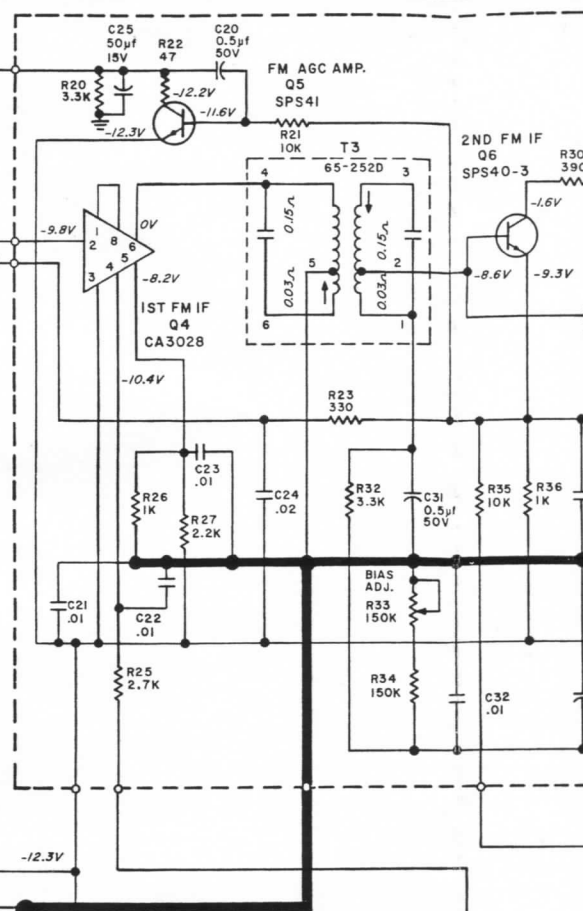 C25
50µf
15V
R22
47
C20
0.5µf
50V
R20
3.3K
-12.2V
-11.6V
-12.3V
FM AGC AMP.
Q5
SPS41
R21
10K
T3
65-252D
2ND FM IF
Q6
SPS40-3
R30
390
-1.6V
-8.6V
-9.3V
4
3
0.15Ω
0.15Ω
5
2
0.03Ω
0.03Ω
6
1
-9.8V
1
2
8
6
5
3
4
0V
-8.2V
1ST FM IF
Q4
CA3028
-10.4V
R23
330
C23
.01
R26
1K
R27
2.2K
C24
.02
R32
3.3K
C31
0.5µf
50V
R35
10K
R36
1K
C21
.01
C22
.01
BIAS
ADJ.
R33
150K
R25
2.7K
R34
150K
C32
.01
-12.3V